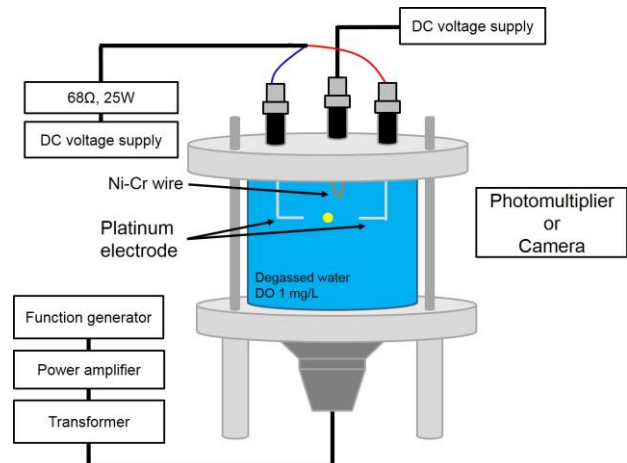 DC voltage supply
68Ω, 25W
DC voltage supply
Ni-Cr wire
Platinum
electrode
Photomultiplier
or
Camera
Degassed water
DO 1 mg/L
Function generator
Power amplifier
Transformer